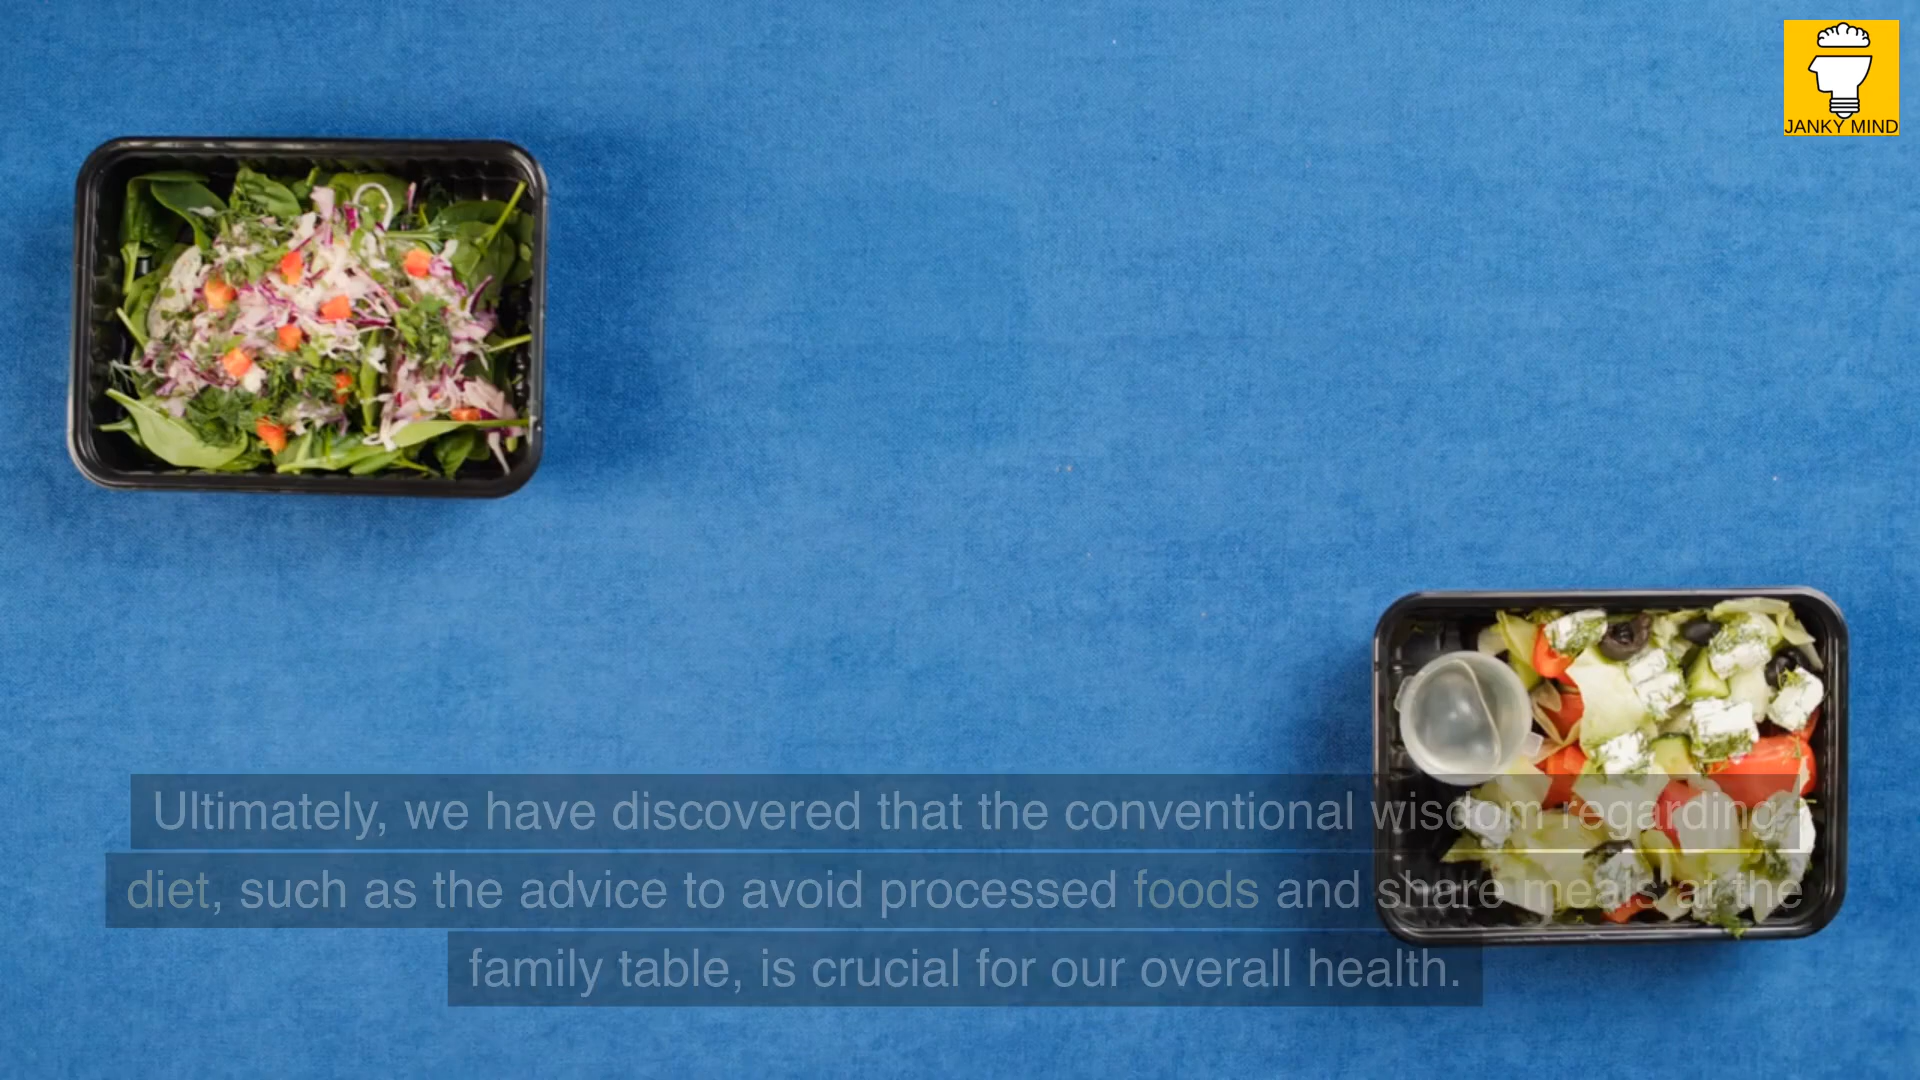 JANKY MIND
Ultimately, we have discovered that the conventional wisdom regarding
diet, such as the advice to avoid processed foods and share meals at the
family table, is crucial for our overall health.